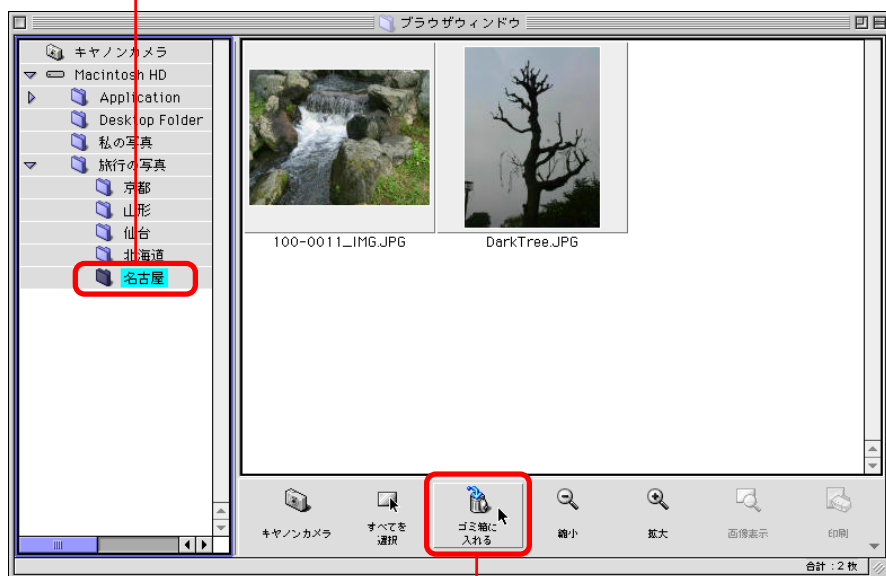 ブラウザウィンドウ
キヤノンカメラ
Macintosh HD
Application
Desktop Folder
私の写真
旅行の写真
京都
山形
仙台
北海道
名古屋
100-0011_IMG.JPG
DarkTree.JPG
キヤノンカメラ
すべてを
選択
ゴミ箱に
入れる
縮小
拡大
画像表示
印刷
合計：2 枚